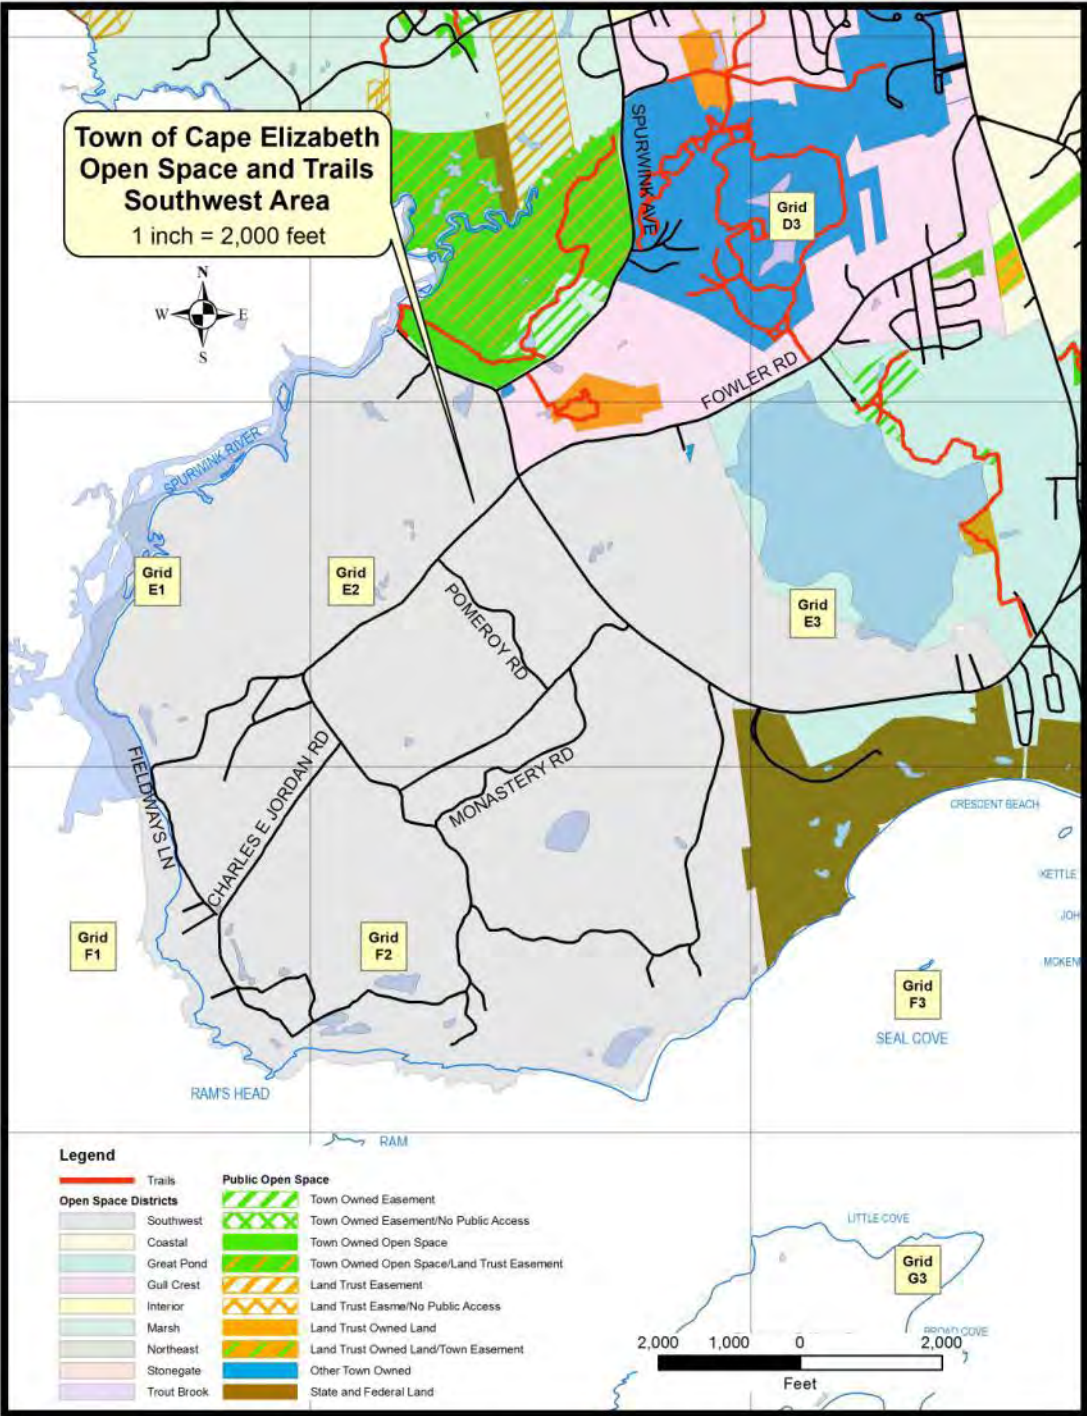 Town of Cape Elizabeth
Open Space and Trails
Southwest Area
1 inch = 2,000 feet
N
W
E
S
SPURWINK AVE
Grid
D3
FOWLER RD
SPURWINK RIVER
Grid
E1
Grid
E2
Grid
E3
POMEROY RD
FIELDWAYS LN
CHARLES E JORDAN RD
MONASTERY RD
CRESCENT BEACH
KETTLE
JOH
MCKEN
Grid
F1
Grid
F2
Grid
F3
SEAL COVE
RAM'S HEAD
RAM
Legend
Trails
Open Space Districts
Southwest
Coastal
Great Pond
Gull Crest
Interior
Marsh
Northeast
Stonegate
Trout Brook
Public Open Space
Town Owned Easement
Town Owned Easement/No Public Access
Town Owned Open Space
Town Owned Open Space/Land Trust Easement
Land Trust Easement
Land Trust Easme/No Public Access
Land Trust Owned Land
Land Trust Owned Land/Town Easement
Other Town Owned
State and Federal Land
LITTLE COVE
Grid
G3
BROAD COVE
2,000 1,000 0 2,000
Feet